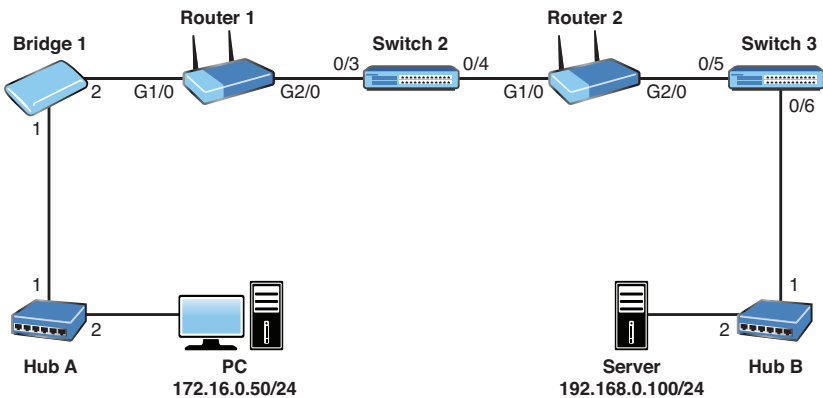 Router 1
Router 2
Bridge 1
Switch 2
Switch 3
0/3
0/4
0/5
2
G1/0
G2/0
G1/0
G2/0
0/6
1
1
1
2
2
Hub A
PC
Server
Hub B
172.16.0.50/24
192.168.0.100/24